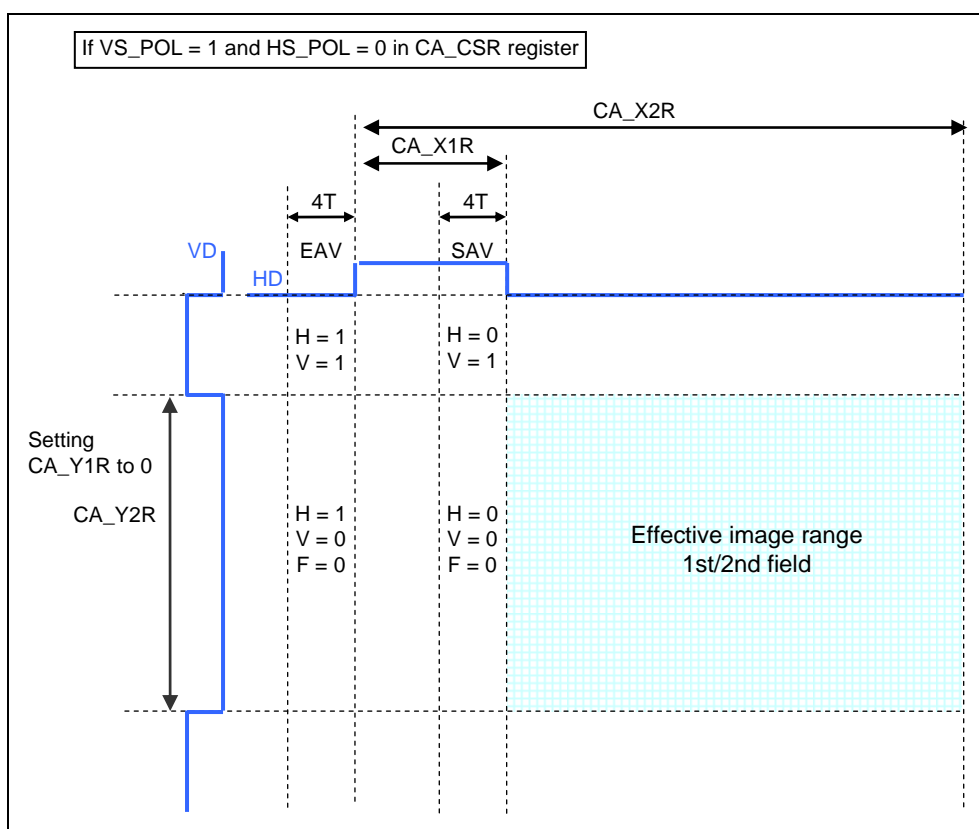 If VS_POL = 1 and HS_POL = 0 in CA_CSR register
CA_X2R
CA_X1R
4T
4T
VD
HD
EAV
SAV
H = 1
V = 1
H = 0
V = 1
Setting
CA_Y1R to 0
CA_Y2R
H = 1
V = 0
F = 0
H = 0
V = 0
F = 0
Effective image range
1st/2nd field